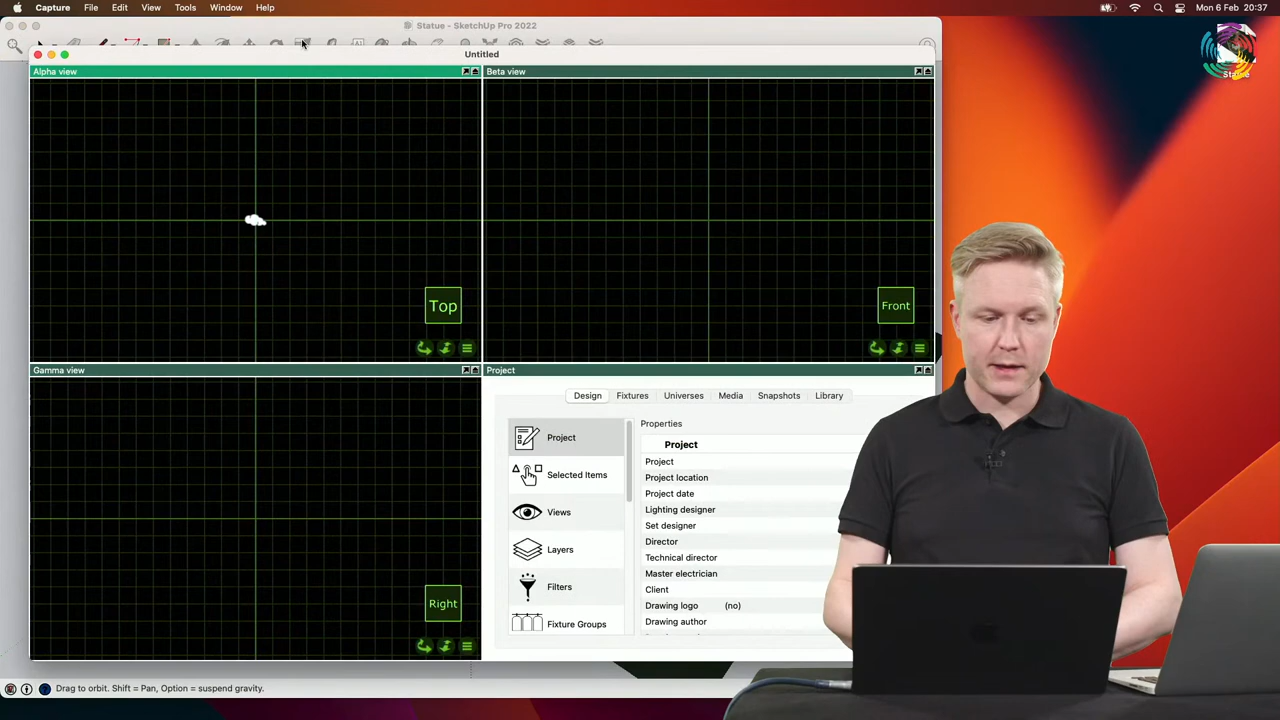 Capture File Edit View Tools Window Help
Mon 6 Feb 20:37
Statue - SketchUp Pro 2022
Untitled
Alpha view
Beta view
Top
Front
Gamma view
Project
Right
Design Fixtures Universes Media Snapshots Library
Project
Selected Items
Views
Layers
Filters
Fixture Groups
Properties
Project
Project
Project location
Project date
Lighting designer
Set designer
Director
Technical director
Master electrician
Client
Drawing logo (no)
Drawing author
Drag to orbit. Shift = Pan, Option = suspend gravity.